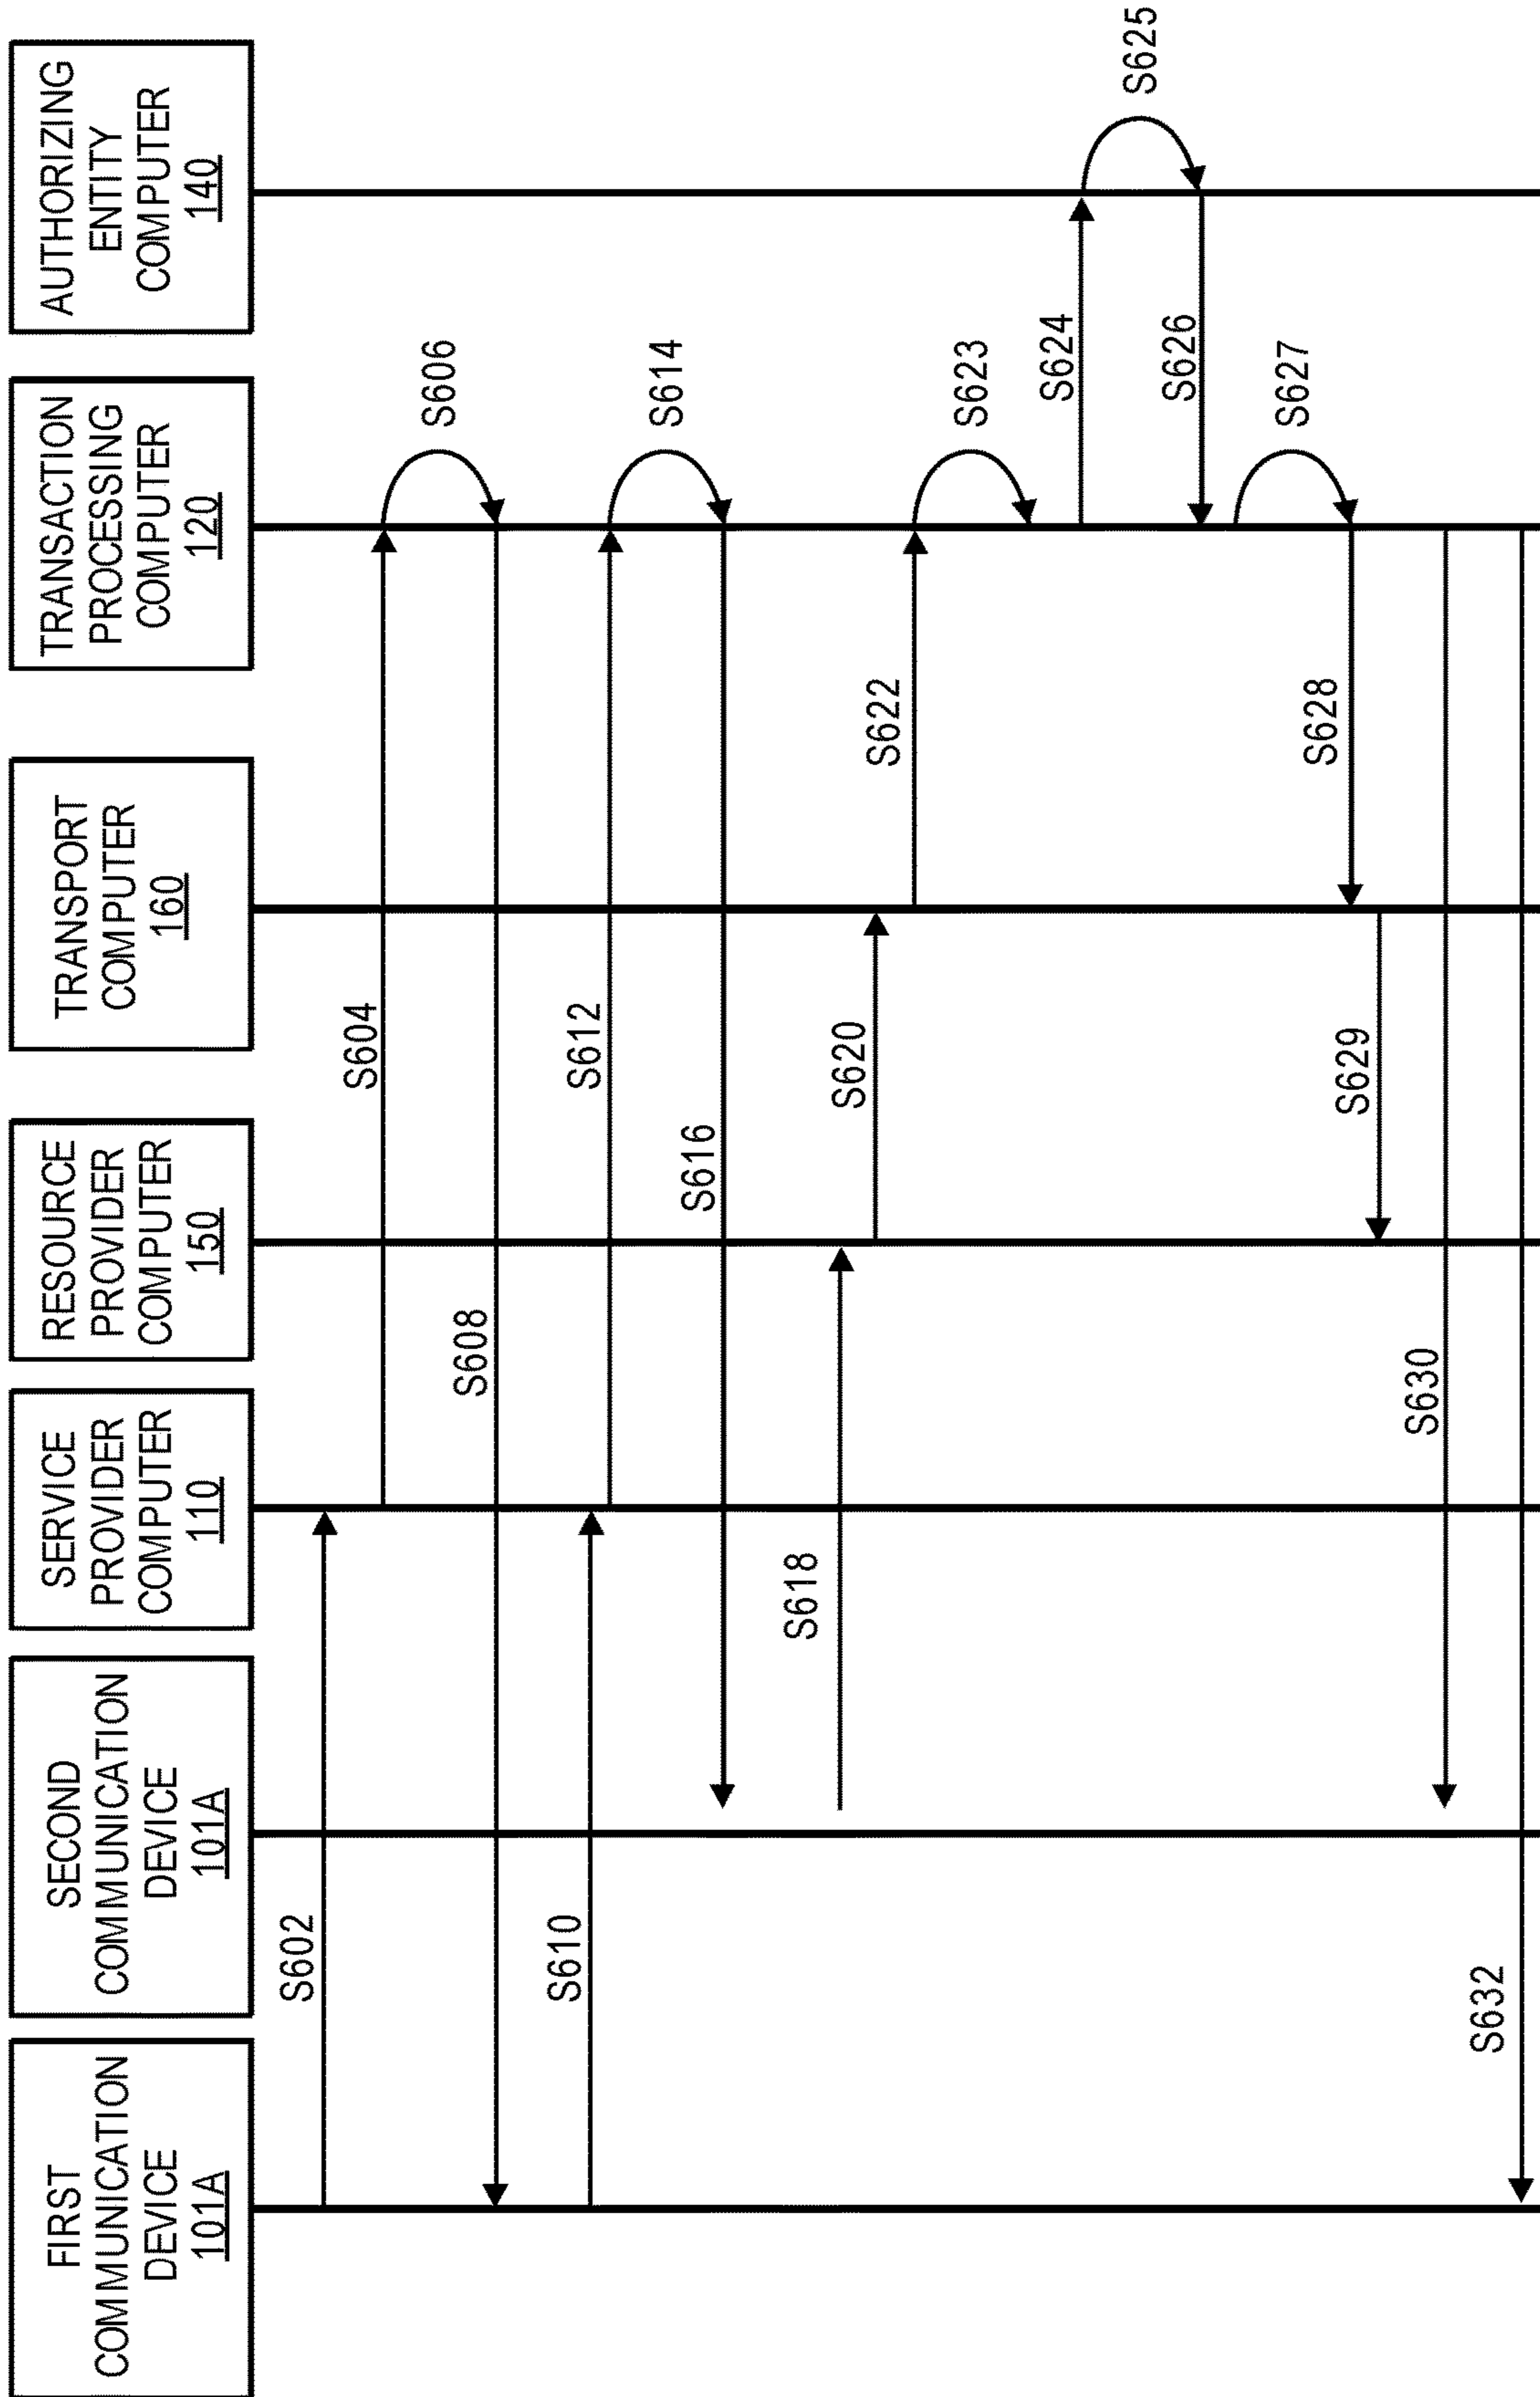 FIRST
COMMUNICATION
DEVICE
101A
SECOND
COMMUNICATION
DEVICE
101A
SERVICE
PROVIDER
COMPUTER
110
RESOURCE
PROVIDER
COMPUTER
150
TRANSPORT
COMPUTER
160
TRANSACTION
PROCESSING
COMPUTER
120
AUTHORIZING
ENTITY
COMPUTER
140
S602
S604
S606
S608
S610
S612
S614
S616
S618
S620
S622
S623
S624
S625
S626
S627
S628
S629
S630
S632